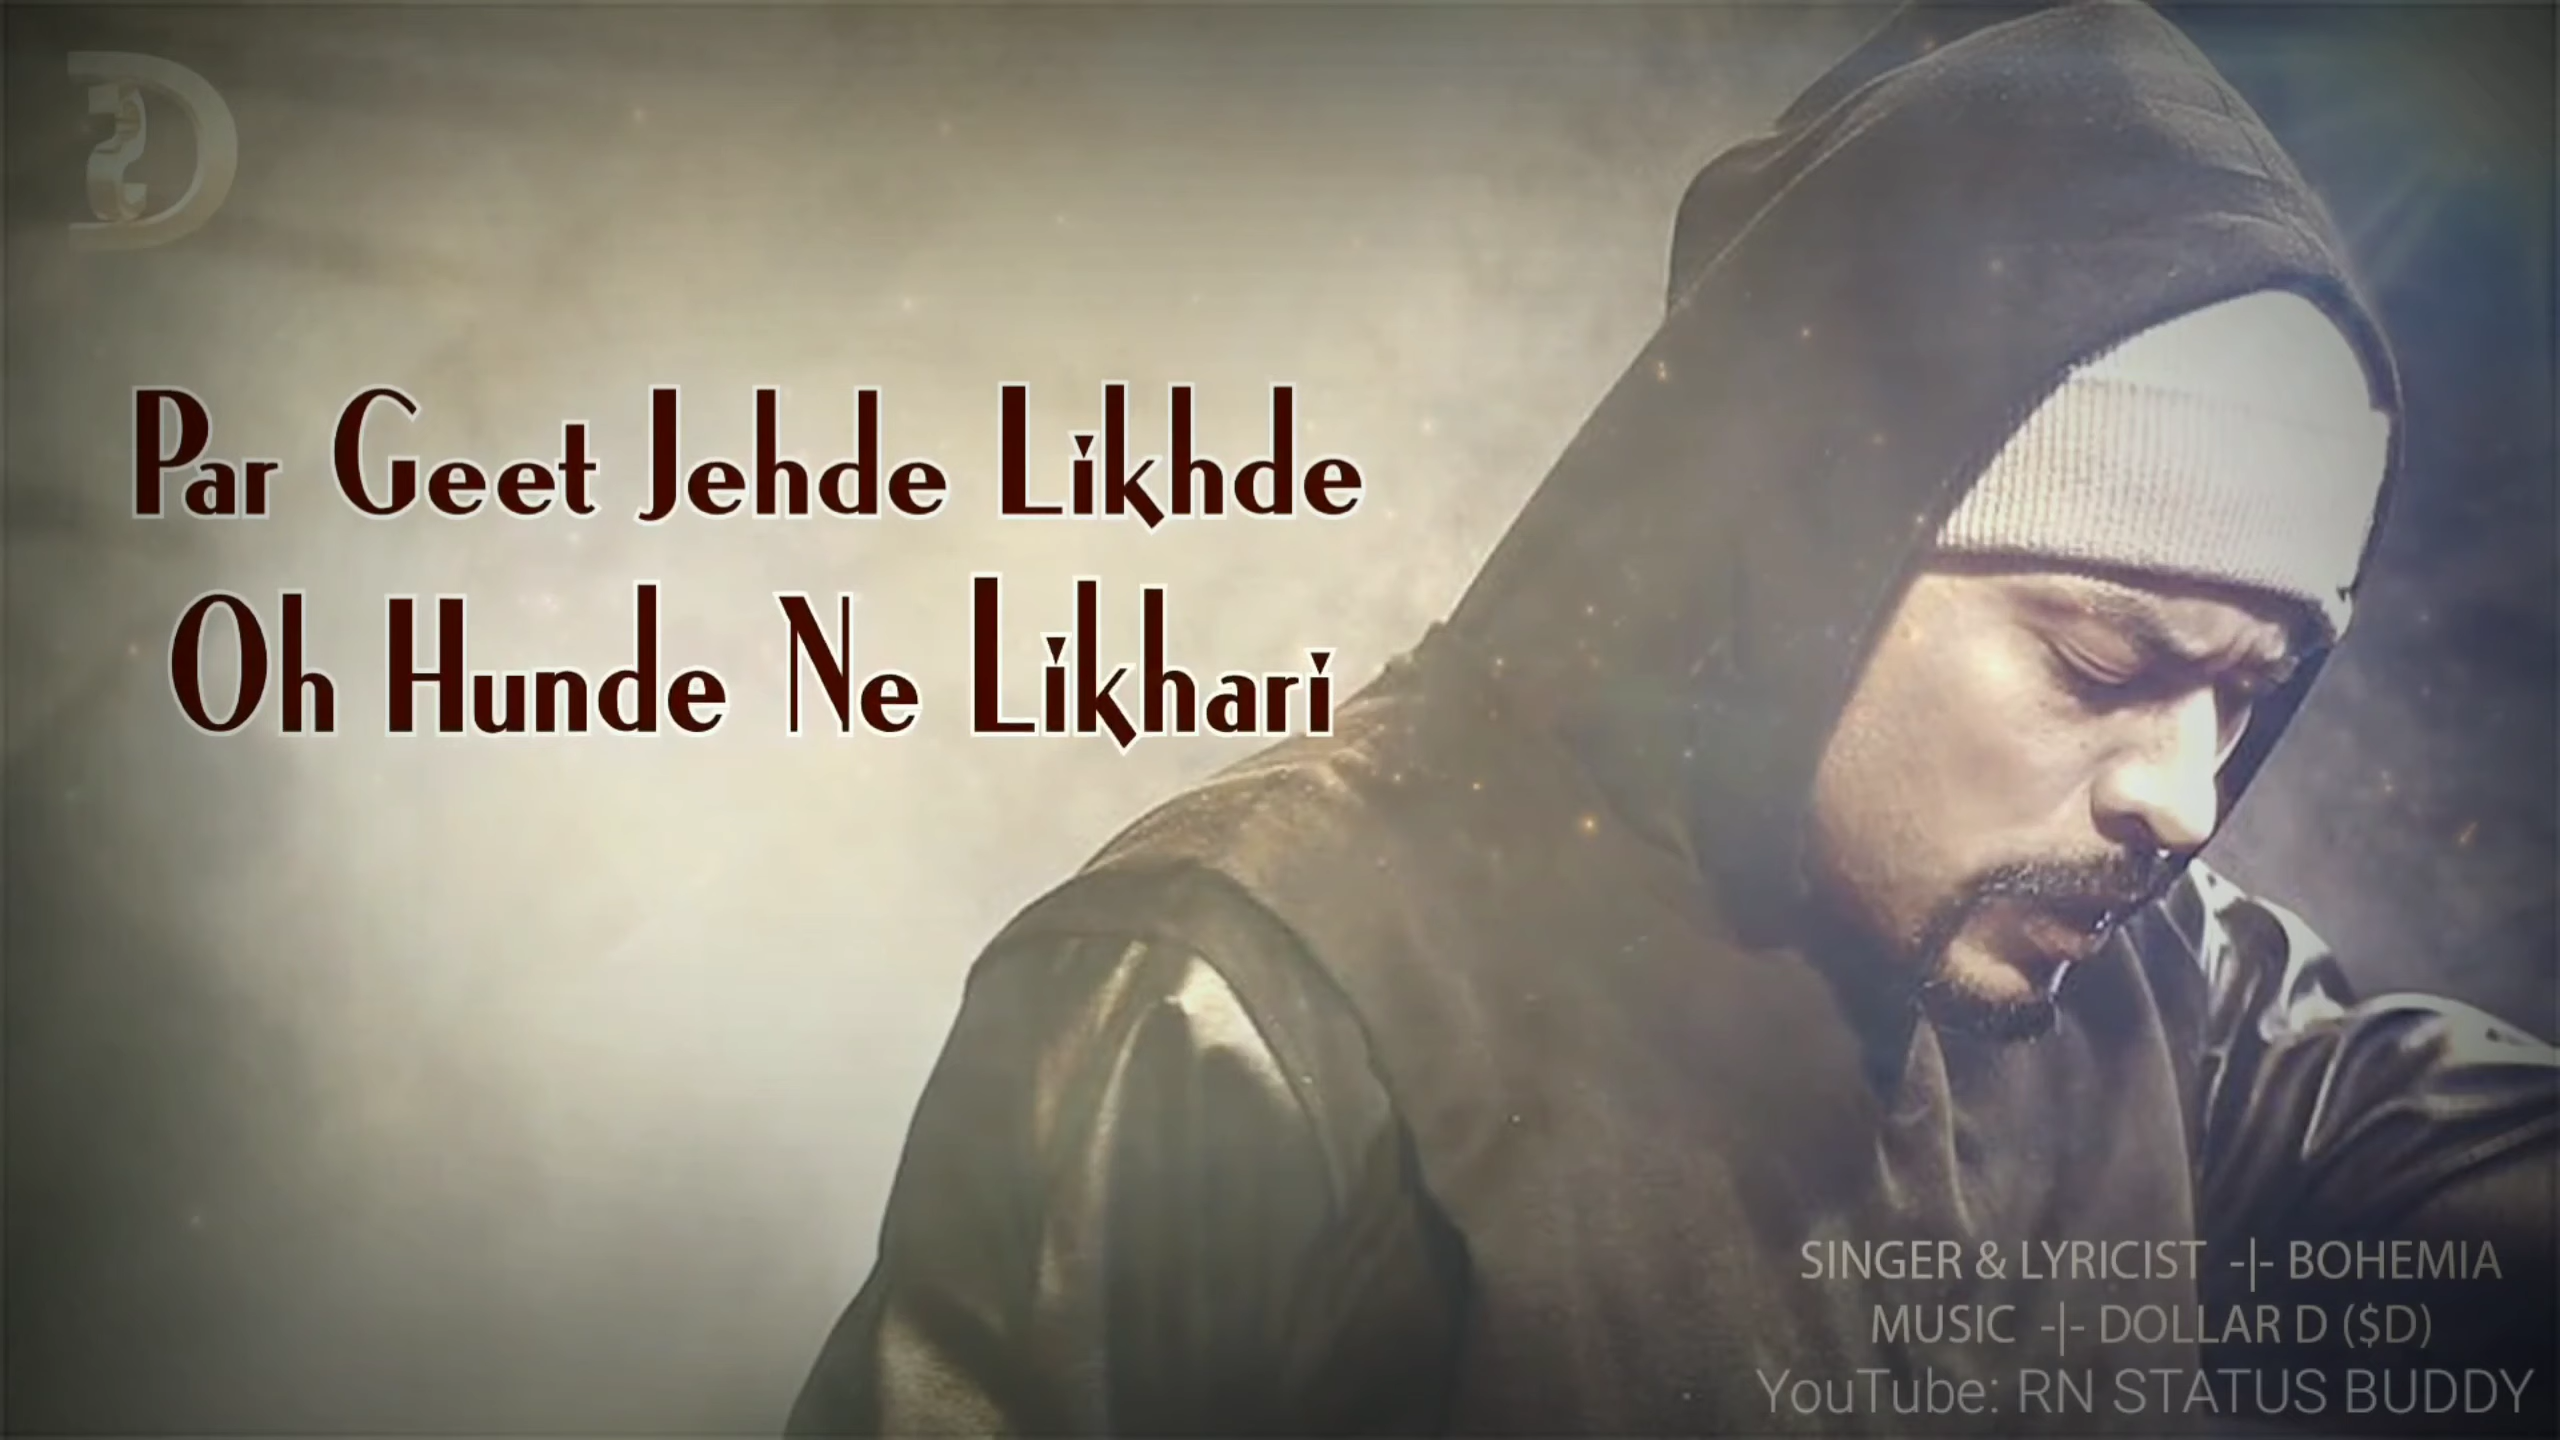 Par Geet Jehde Likhde
Oh Hunde Ne Likhari
SINGER & LYRICIST -|- BOHEMIA
MUSIC -|- DOLLAR D ($D)
YouTube: RN STATUS BUDDY